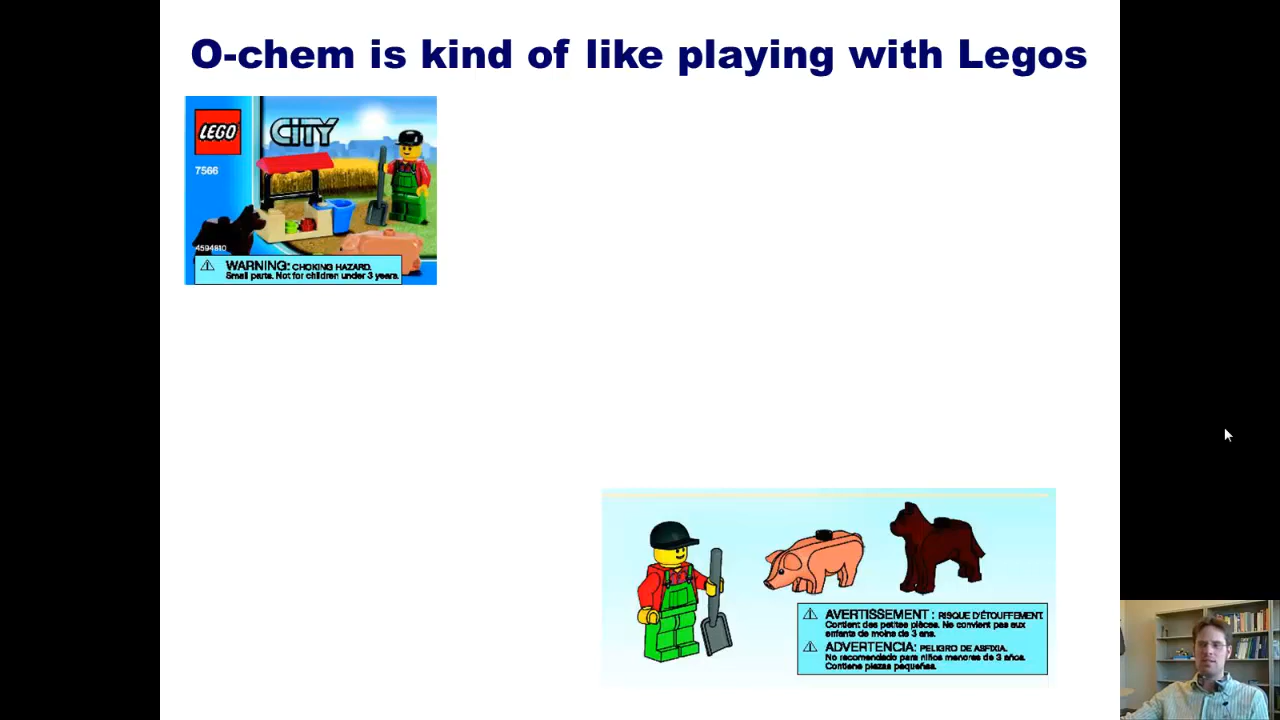 O-chem is kind of like playing with Legos
LEGO
CITY
7566
4594810
WARNING: CHOKING HAZARD.
Small parts. Not for children under 3 years.
AVERTISSEMENT : RISQUE D'ÉTOUFFEMENT.
Contient des petites pièces. Ne convient pas aux
enfants de moins de 3 ans.
ADVERTENCIA: PELIGRO DE ASFIXIA.
No recomendado para niños menores de 3 años.
Contiene piezas pequeñas.